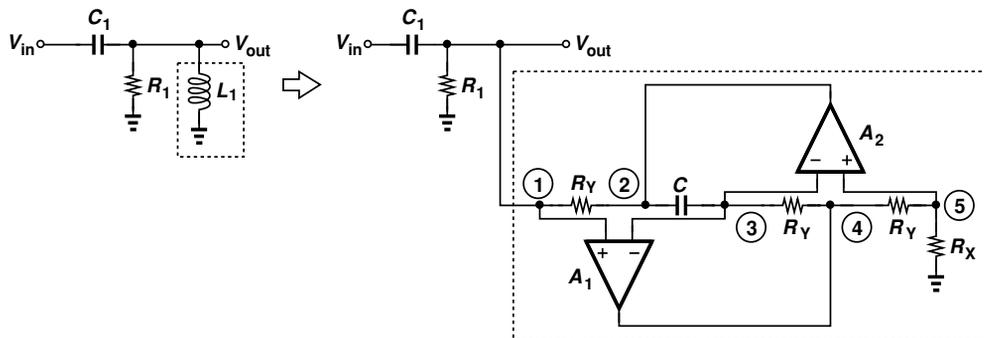 C1
Vin
Vout
R1
L1
C1
Vin
Vout
R1
A2
− +
1
RY
2
C
3
RY
4
RY
5
RX
+ −
A1